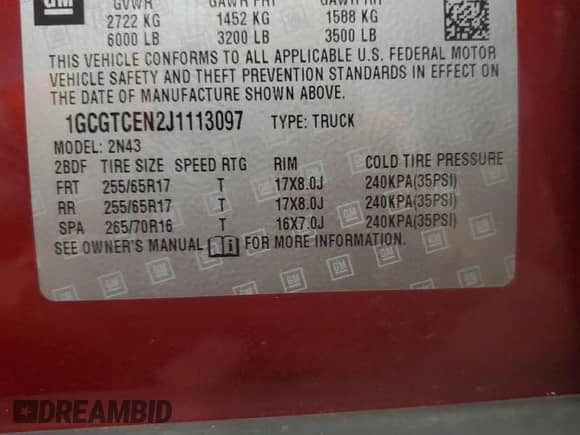 GM GVWR GAWR FRT GAWR RR
2722 KG 1452 KG 1588 KG
6000 LB 3200 LB 3500 LB
THIS VEHICLE CONFORMS TO ALL APPLICABLE U.S. FEDERAL MOTOR
VEHICLE SAFETY AND THEFT PREVENTION STANDARDS IN EFFECT ON
THE DATE OF MANUFACTURE SHOWN ABOVE.
1GCGTCEN2J1113097 TYPE: TRUCK
MODEL: 2N43
2BDF TIRE SIZE SPEED RTG RIM COLD TIRE PRESSURE
FRT 255/65R17 T 17X8.0J 240KPA(35PSI)
RR 255/65R17 T 17X8.0J 240KPA(35PSI)
SPA 265/70R16 T 16X7.0J 240KPA(35PSI)
SEE OWNER'S MANUAL FOR MORE INFORMATION.
DREAMBID